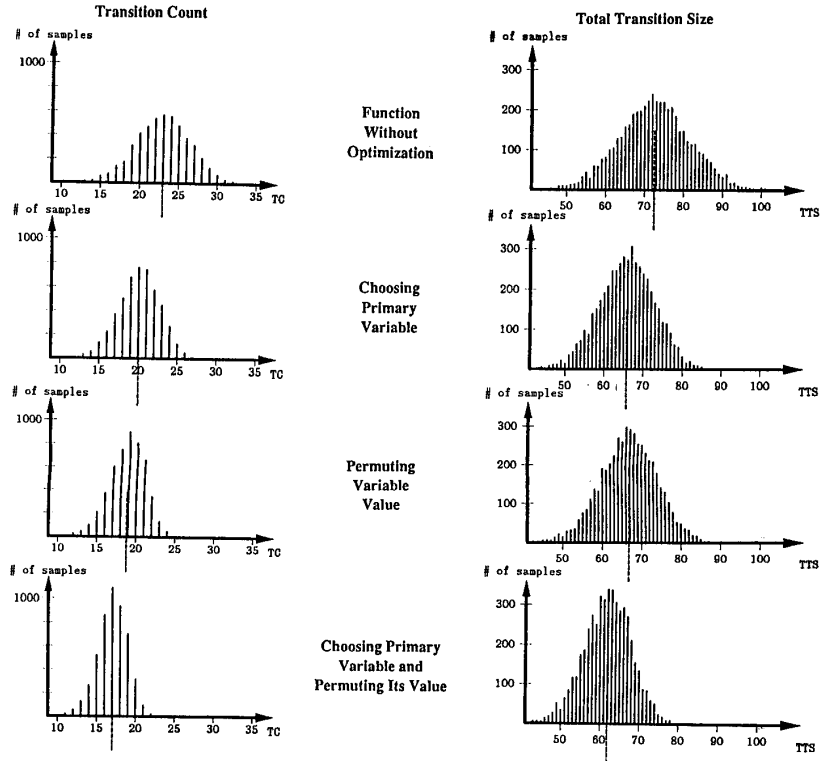 Transition Count
Total Transition Size
# of samples
1000
10 15 20 25 30 35 TC
Function
Without
Optimization
# of samples
300
200
100
50 60 70 80 90 100 TTS
# of samples
1000
10 15 20 25 30 35 TC
Choosing
Primary
Variable
# of samples
300
200
100
50 60 70 80 90 100 TTS
# of samples
1000
10 15 20 25 30 35 TC
Permuting
Variable
Value
# of samples
300
200
100
50 60 70 80 90 100 TTS
# of samples
1000
10 15 20 25 30 35 TC
Choosing Primary
Variable and
Permuting Its Value
# of samples
300
200
100
50 60 70 80 90 100 TTS